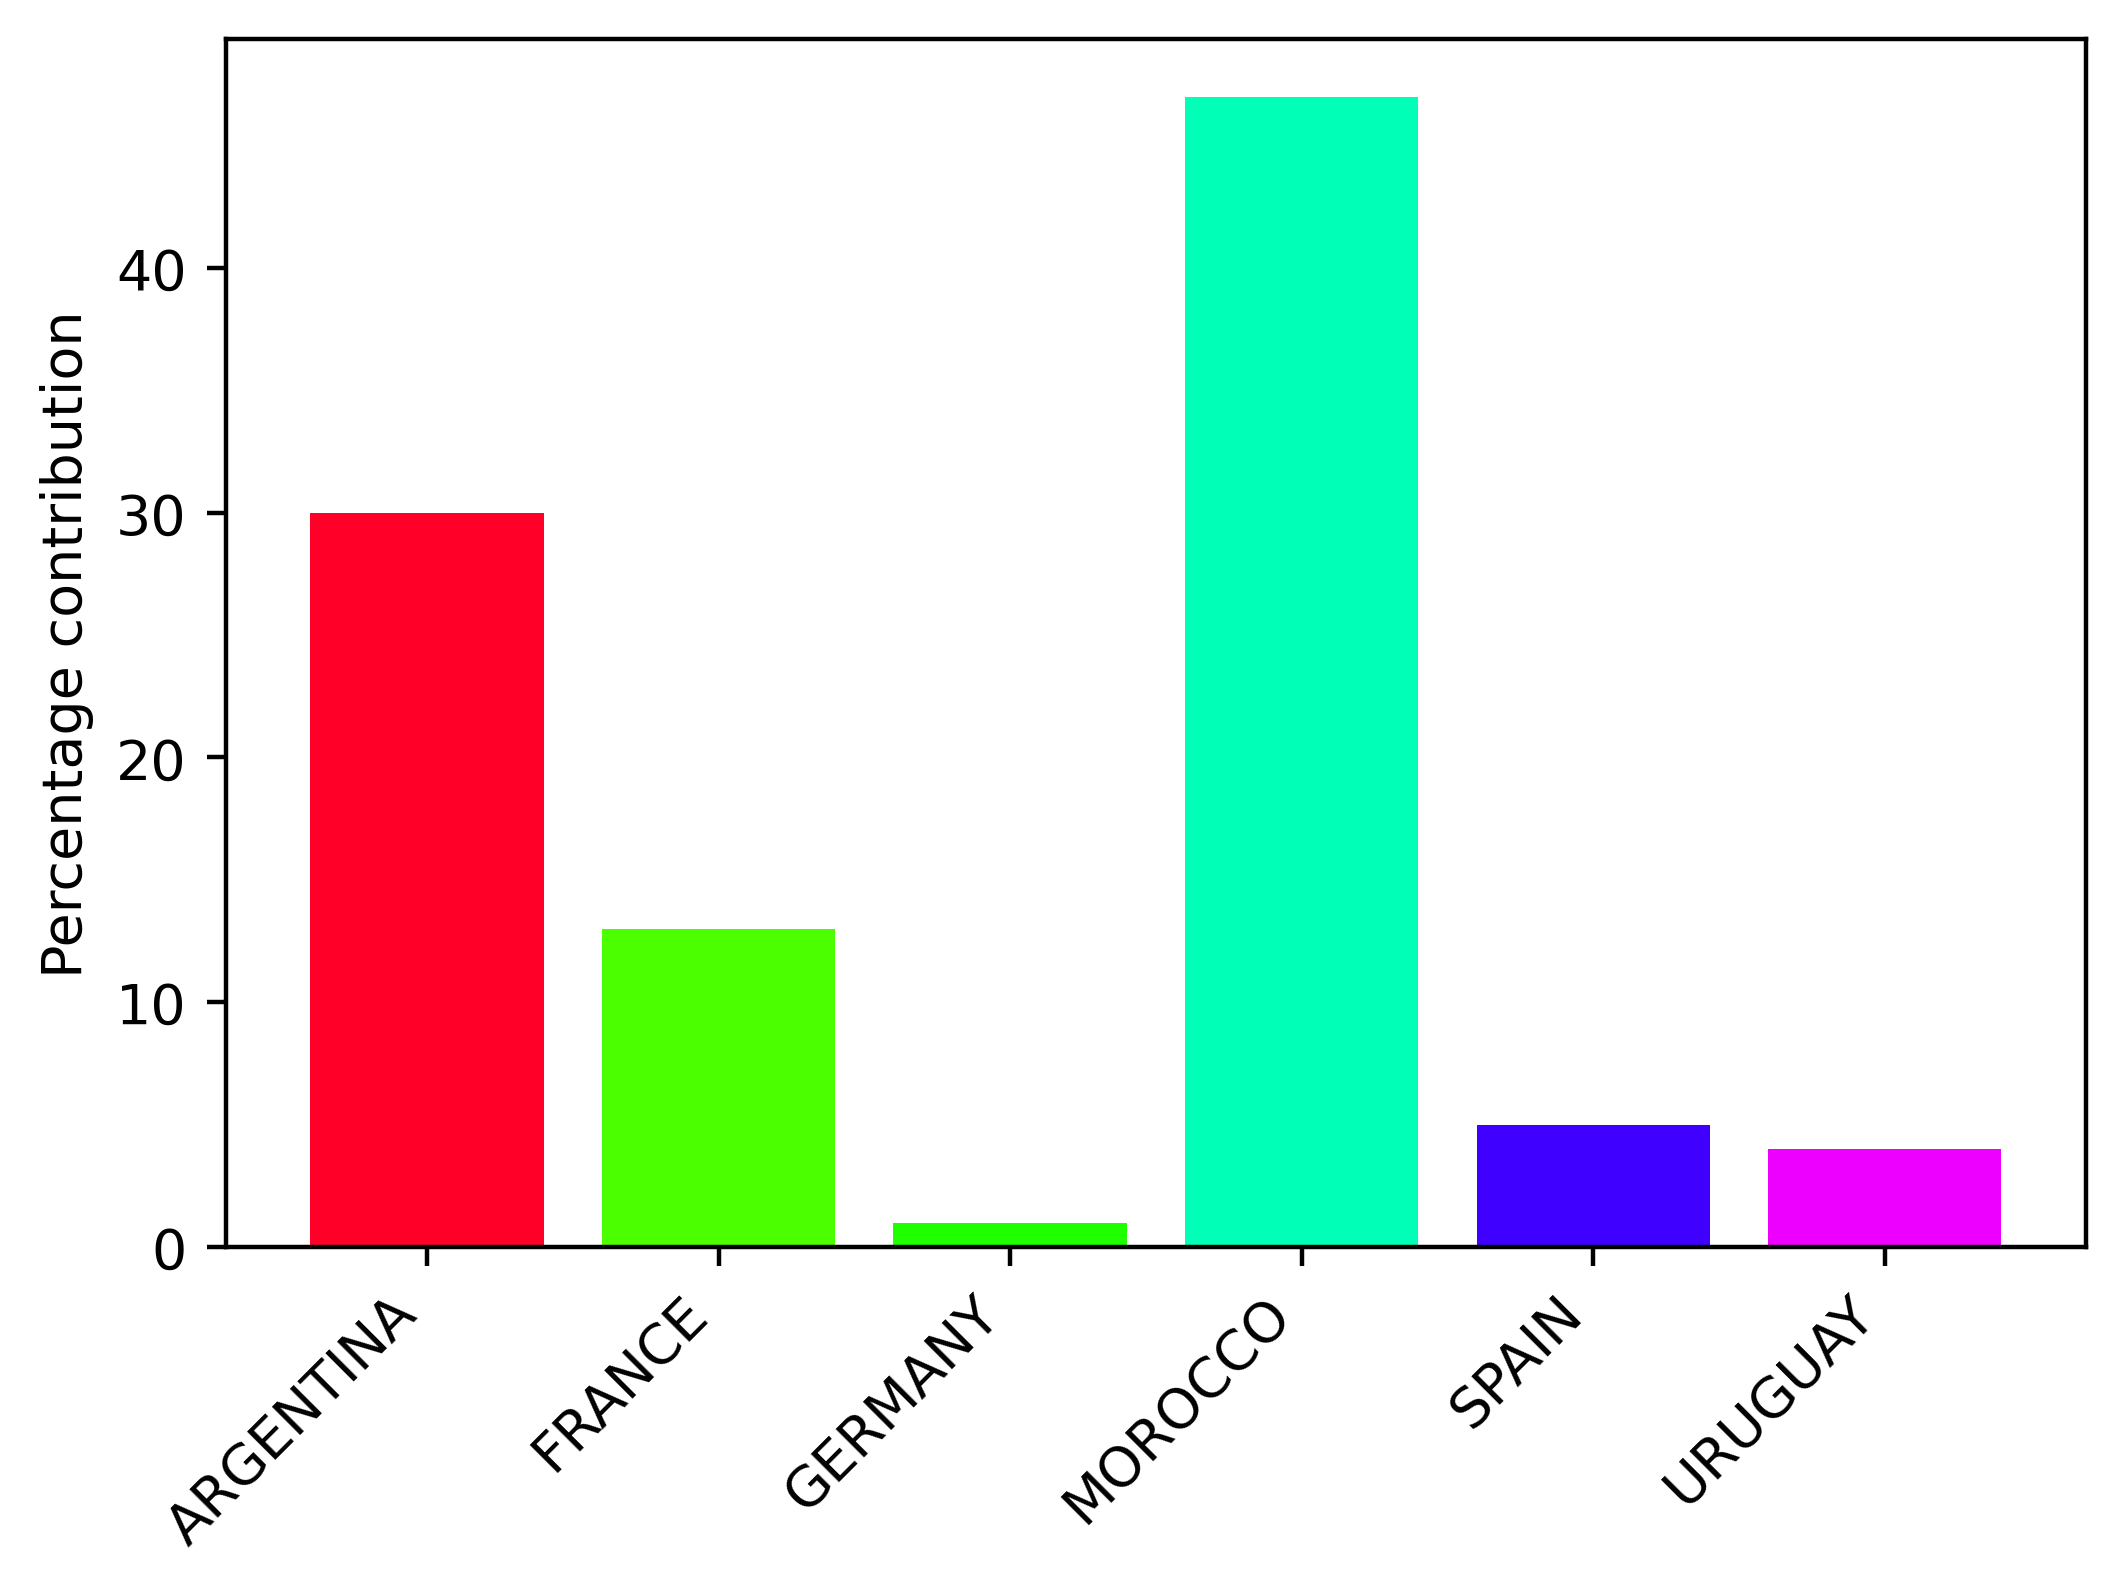 Percentage contribution
40
30
20
10
0
ARGENTINA
FRANCE
GERMANY
MOROCCO
SPAIN
URUGUAY